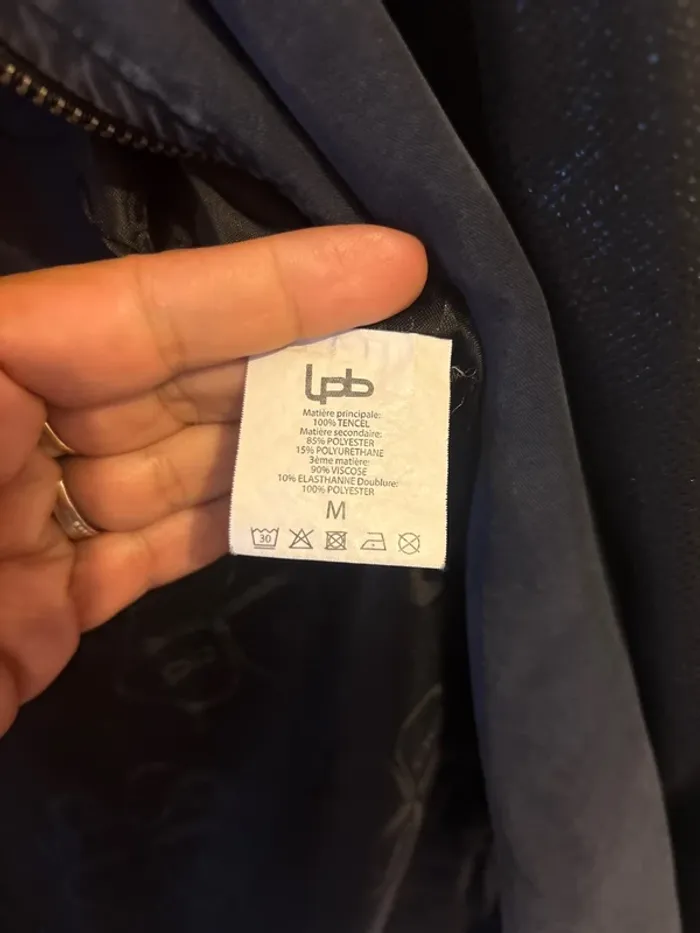 Lpb
Matière principale:
100% TENCEL
Matière secondaire:
85% POLYESTER
15% POLYURETHANE
3ème matière:
90% VISCOSE
10% ELASTHANNE Doublure:
100% POLYESTER
M
30